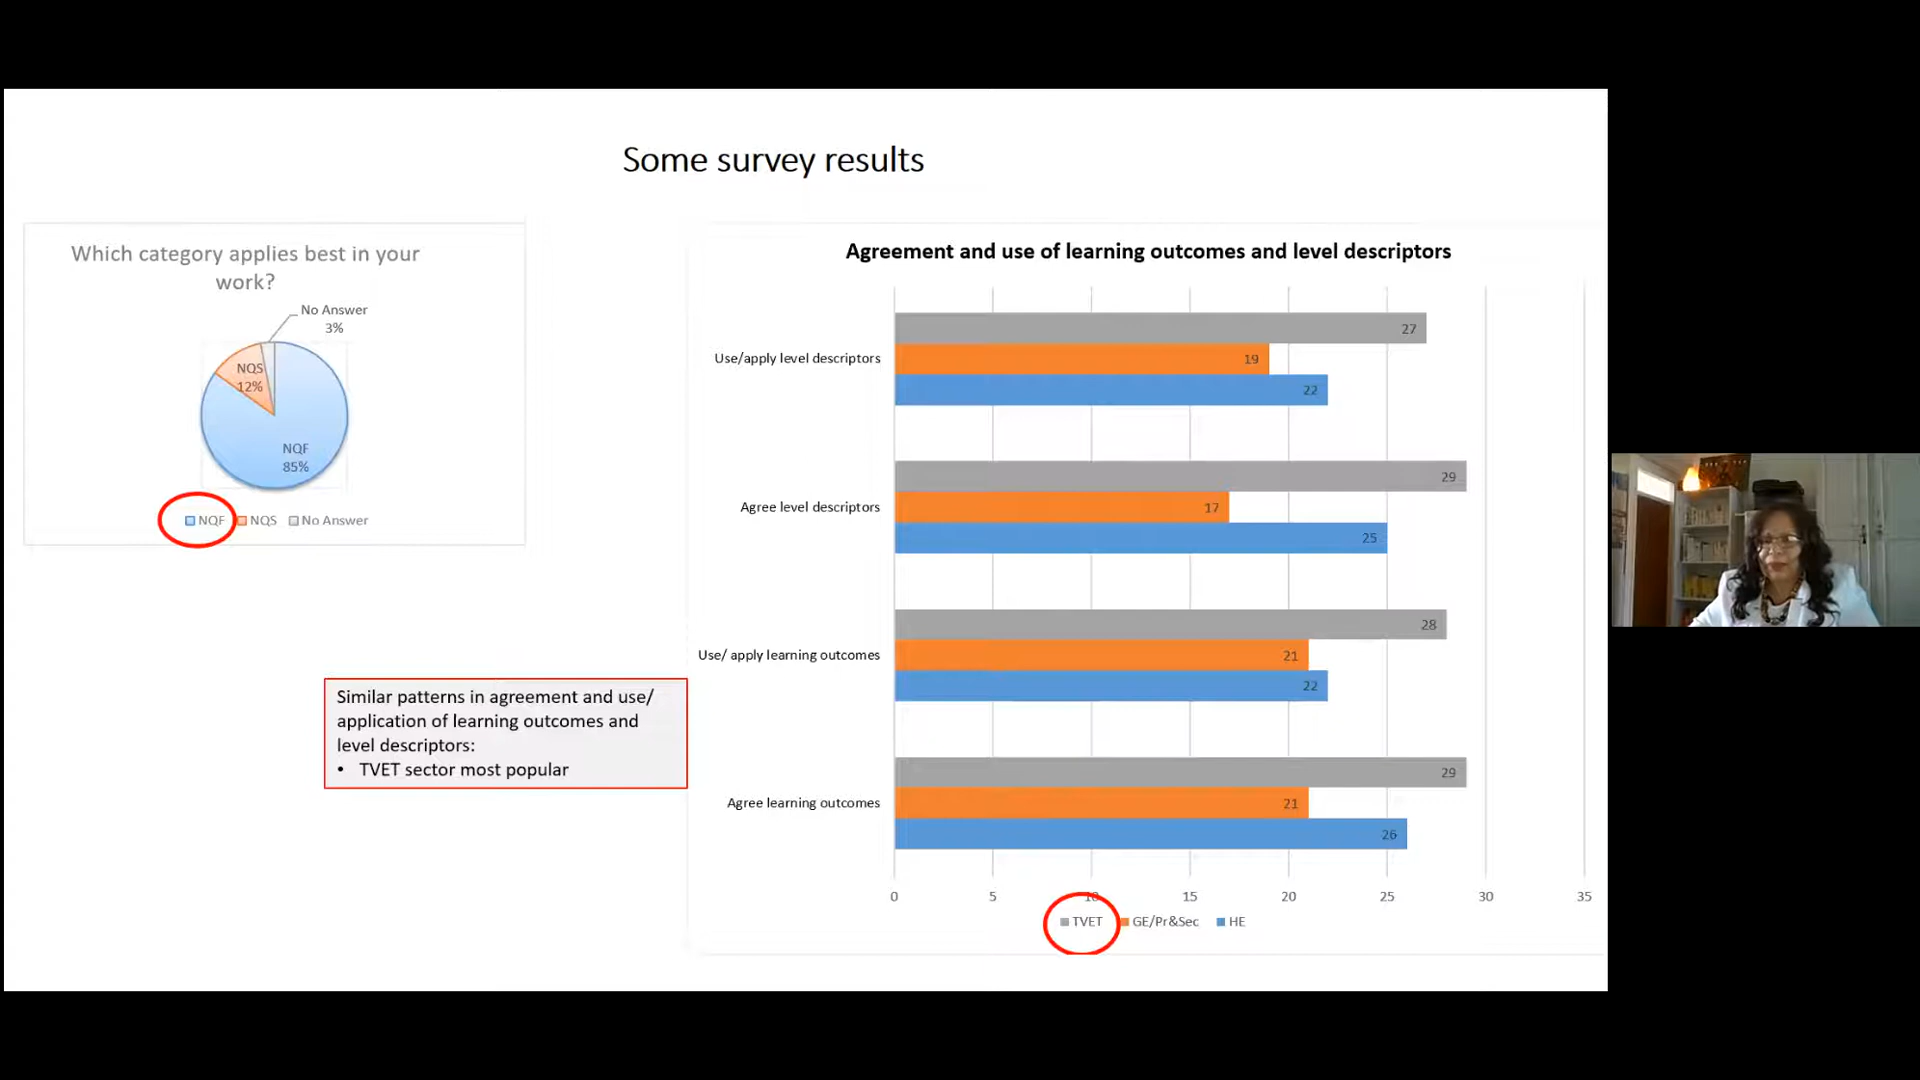 Some survey results
Which category applies best in your
work?
No Answer
3%
NQS
12%
NQF
85%
NQF NQS No Answer
Similar patterns in agreement and use/
application of learning outcomes and
level descriptors:
• TVET sector most popular
Agreement and use of learning outcomes and level descriptors
Use/apply level descriptors
27
19
22
Agree level descriptors
29
17
25
Use/ apply learning outcomes
28
21
22
Agree learning outcomes
29
21
26
0 5 10 15 20 25 30 35
TVET GE/Pr&Sec HE